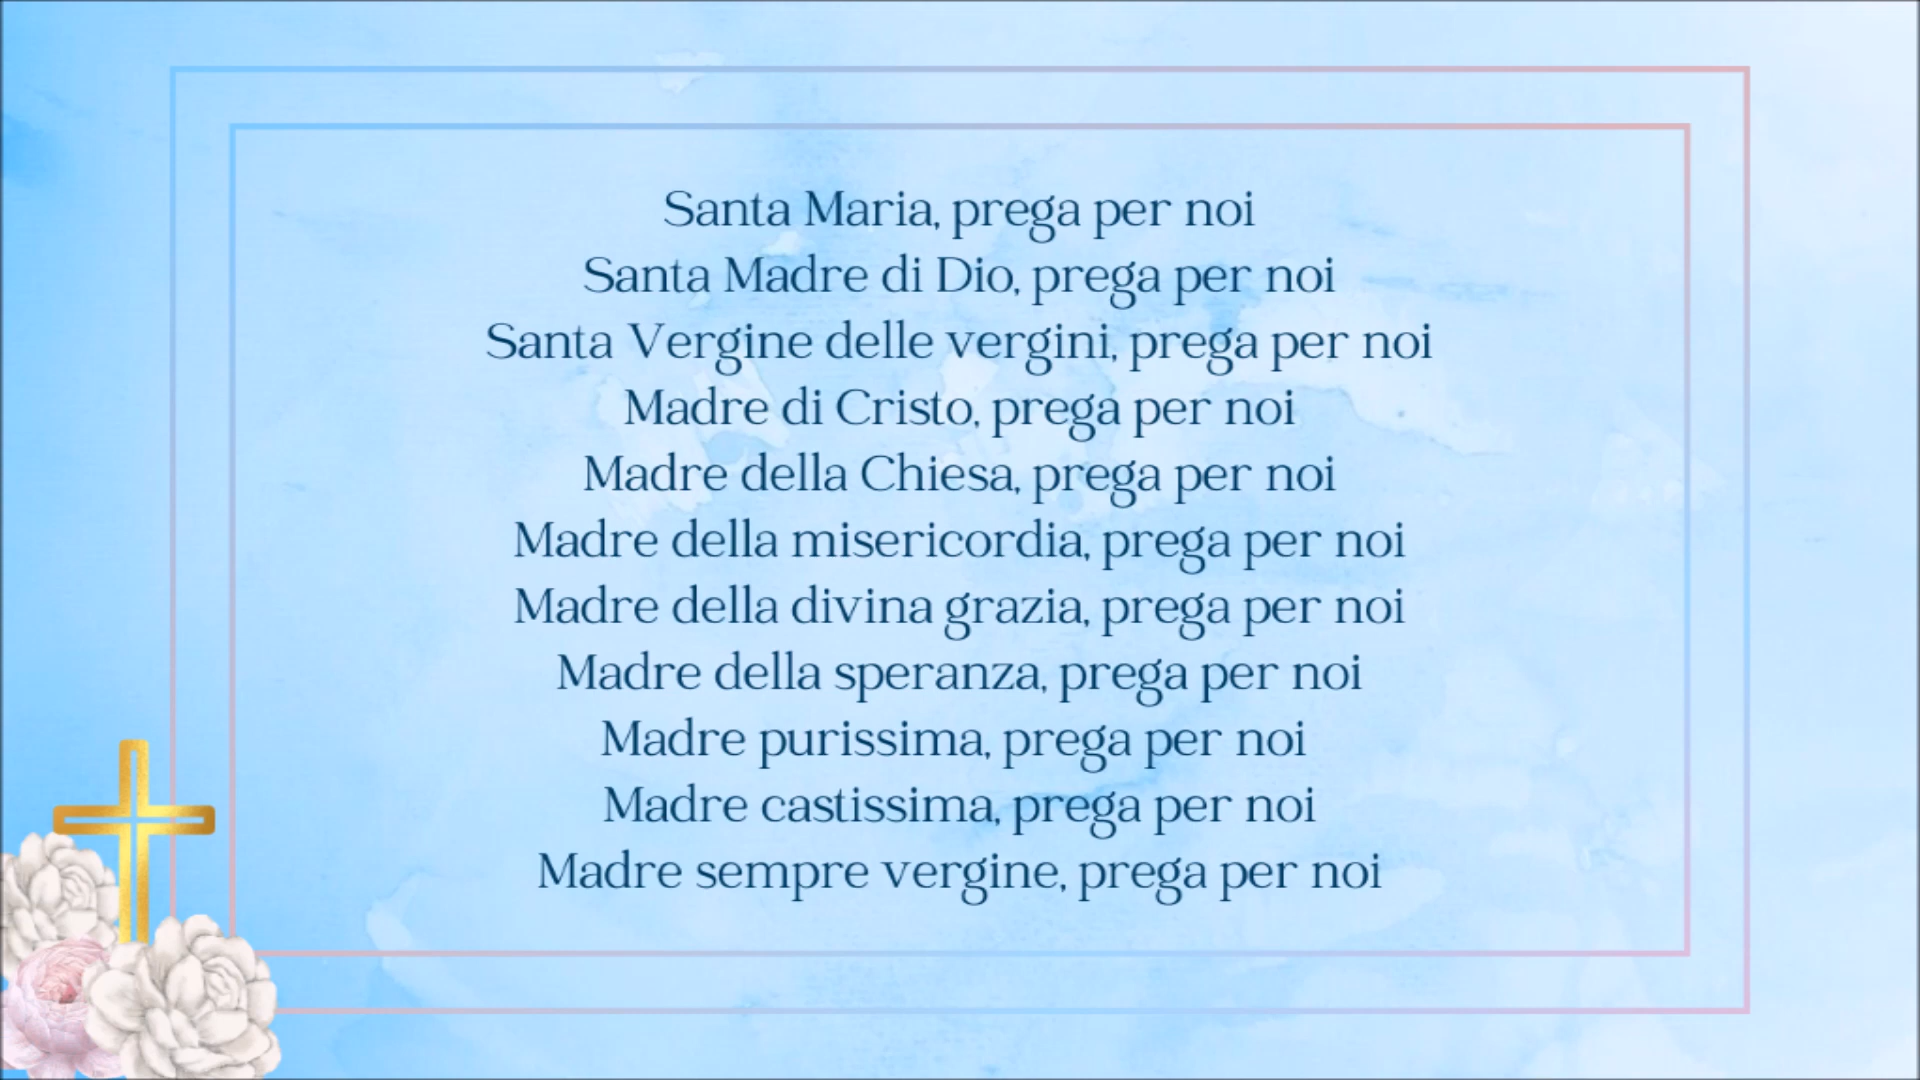 Santa Maria, prega per noi
Santa Madre di Dio, prega per noi
Santa Vergine delle vergini, prega per noi
Madre di Cristo, prega per noi
Madre della Chiesa, prega per noi
Madre della misericordia, prega per noi
Madre della divina grazia, prega per noi
Madre della speranza, prega per noi
Madre purissima, prega per noi
Madre castissima, prega per noi
Madre sempre vergine, prega per noi